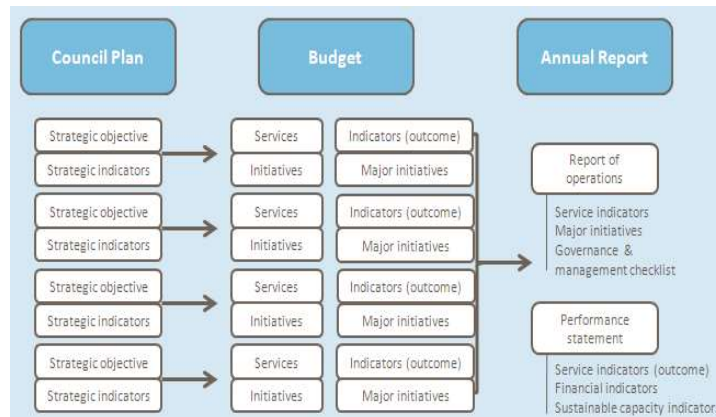 Council Plan
Budget
Annual Report
Strategic objective
Strategic indicators
Services
Initiatives
Indicators (outcome)
Major initiatives
Strategic objective
Strategic indicators
Services
Initiatives
Indicators (outcome)
Major initiatives
Strategic objective
Strategic indicators
Services
Initiatives
Indicators (outcome)
Major initiatives
Strategic objective
Strategic indicators
Services
Initiatives
Indicators (outcome)
Major initiatives
Report of
operations
Service indicators
Major initiatives
Governance &
management checklist
Performance
statement
Service indicators (outcome)
Financial indicators
Sustainable capacity indicator